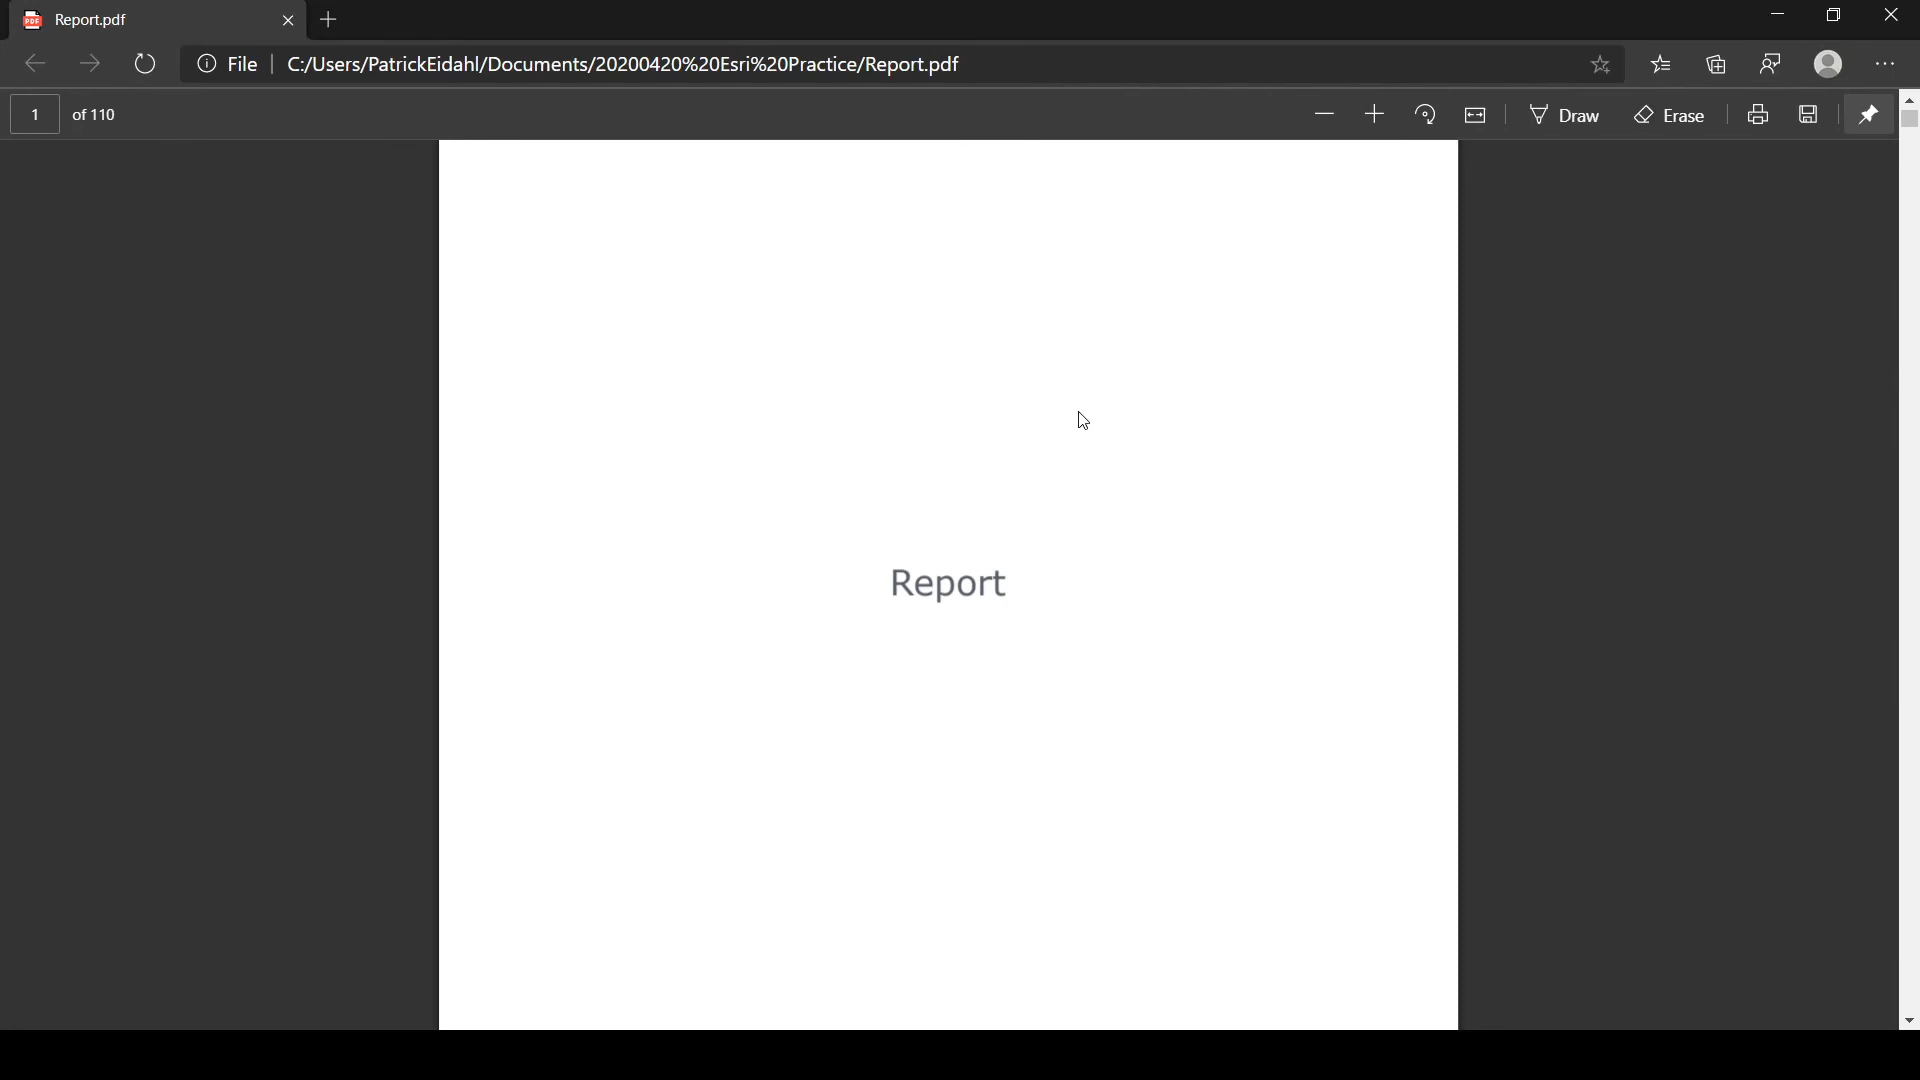 Report.pdf
File
C:/Users/PatrickEidahl/Documents/20200420%20Esri%20Practice/Report.pdf
1 of 110
Draw
Erase
Report